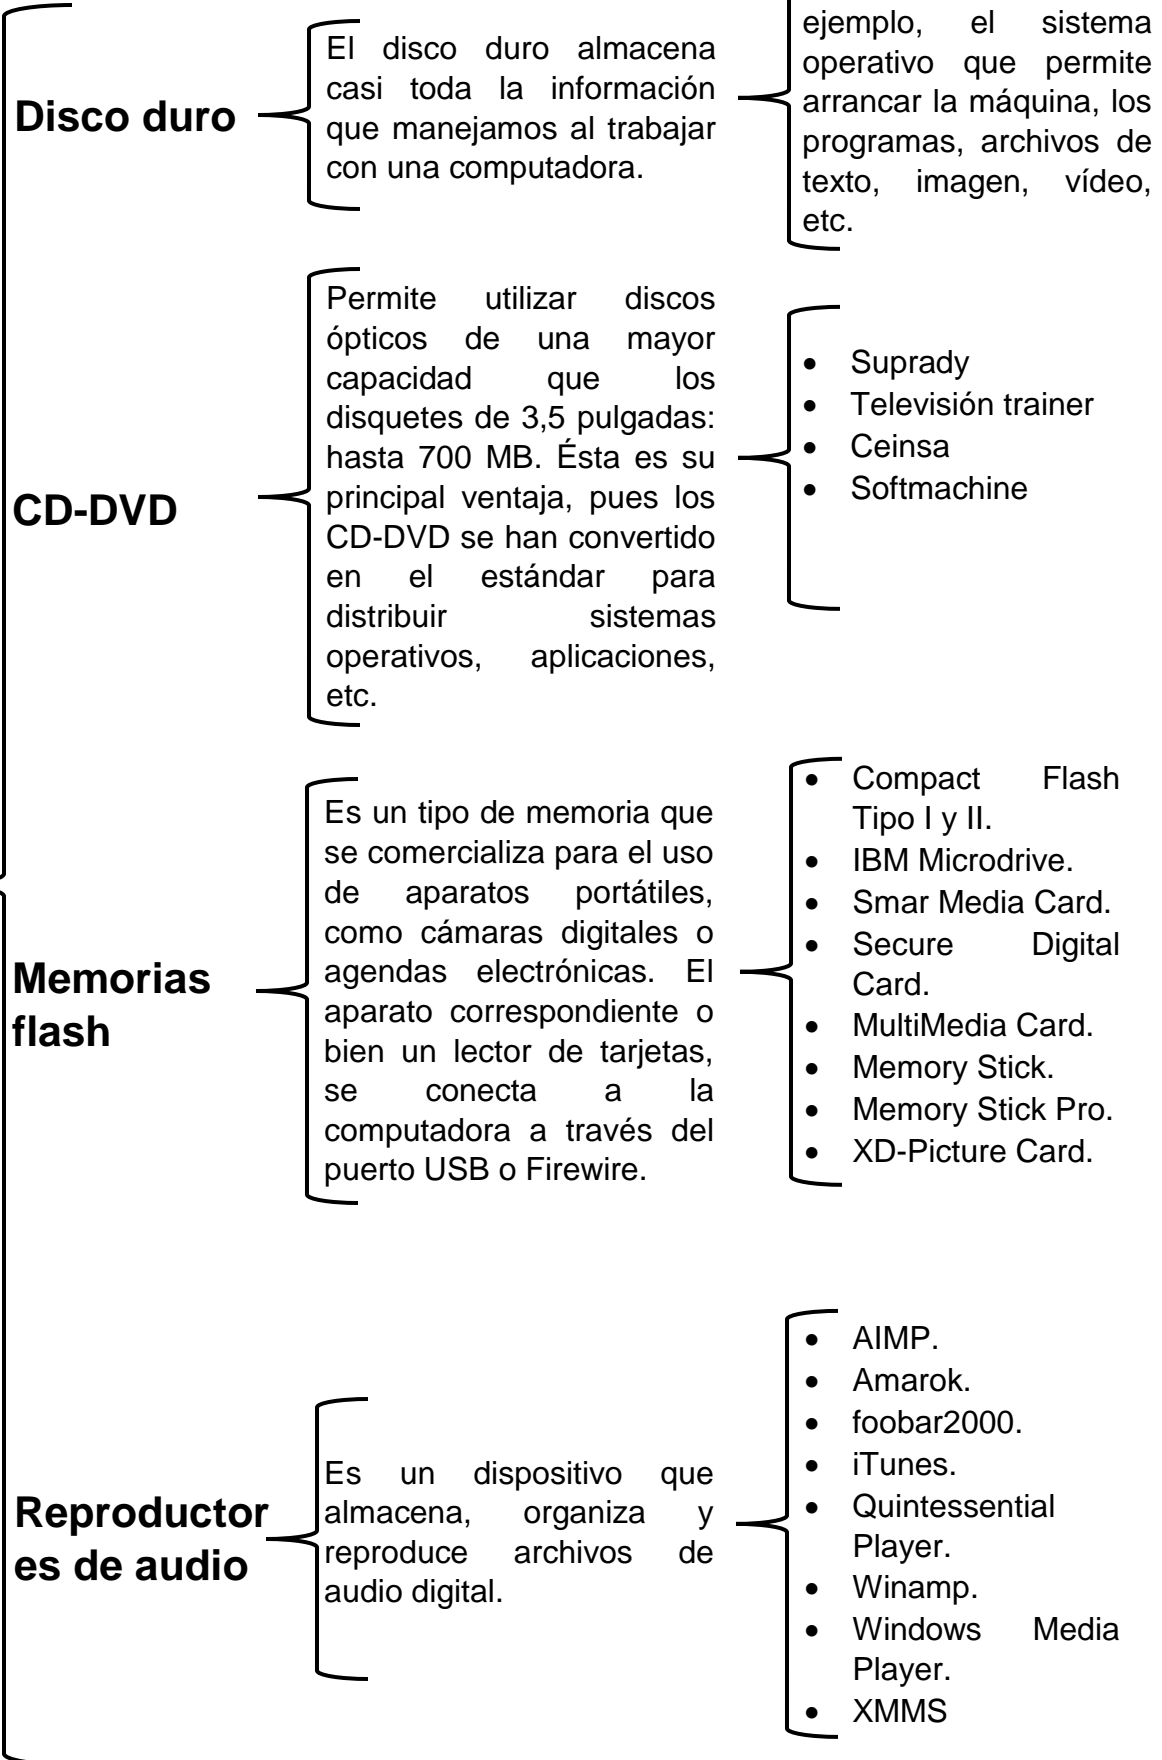 Disco duro
El disco duro almacena
casi toda la información
que manejamos al trabajar
con una computadora.
ejemplo, el sistema
operativo que permite
arrancar la máquina, los
programas, archivos de
texto, imagen, vídeo,
etc.
CD-DVD
Permite utilizar discos
ópticos de una mayor
capacidad que los
disquetes de 3,5 pulgadas:
hasta 700 MB. Ésta es su
principal ventaja, pues los
CD-DVD se han convertido
en el estándar para
distribuir sistemas
operativos, aplicaciones,
etc.
• Suprady
• Televisión trainer
• Ceinsa
• Softmachine
Memorias
flash
Es un tipo de memoria que
se comercializa para el uso
de aparatos portátiles,
como cámaras digitales o
agendas electrónicas. El
aparato correspondiente o
bien un lector de tarjetas,
se conecta a la
computadora a través del
puerto USB o Firewire.
• Compact Flash
Tipo I y II.
• IBM Microdrive.
• Smar Media Card.
• Secure Digital
Card.
• MultiMedia Card.
• Memory Stick.
• Memory Stick Pro.
• XD-Picture Card.
Reproductor
es de audio
Es un dispositivo que
almacena, organiza y
reproduce archivos de
audio digital.
• AIMP.
• Amarok.
• foobar2000.
• iTunes.
• Quintessential
Player.
• Winamp.
• Windows Media
Player.
• XMMS